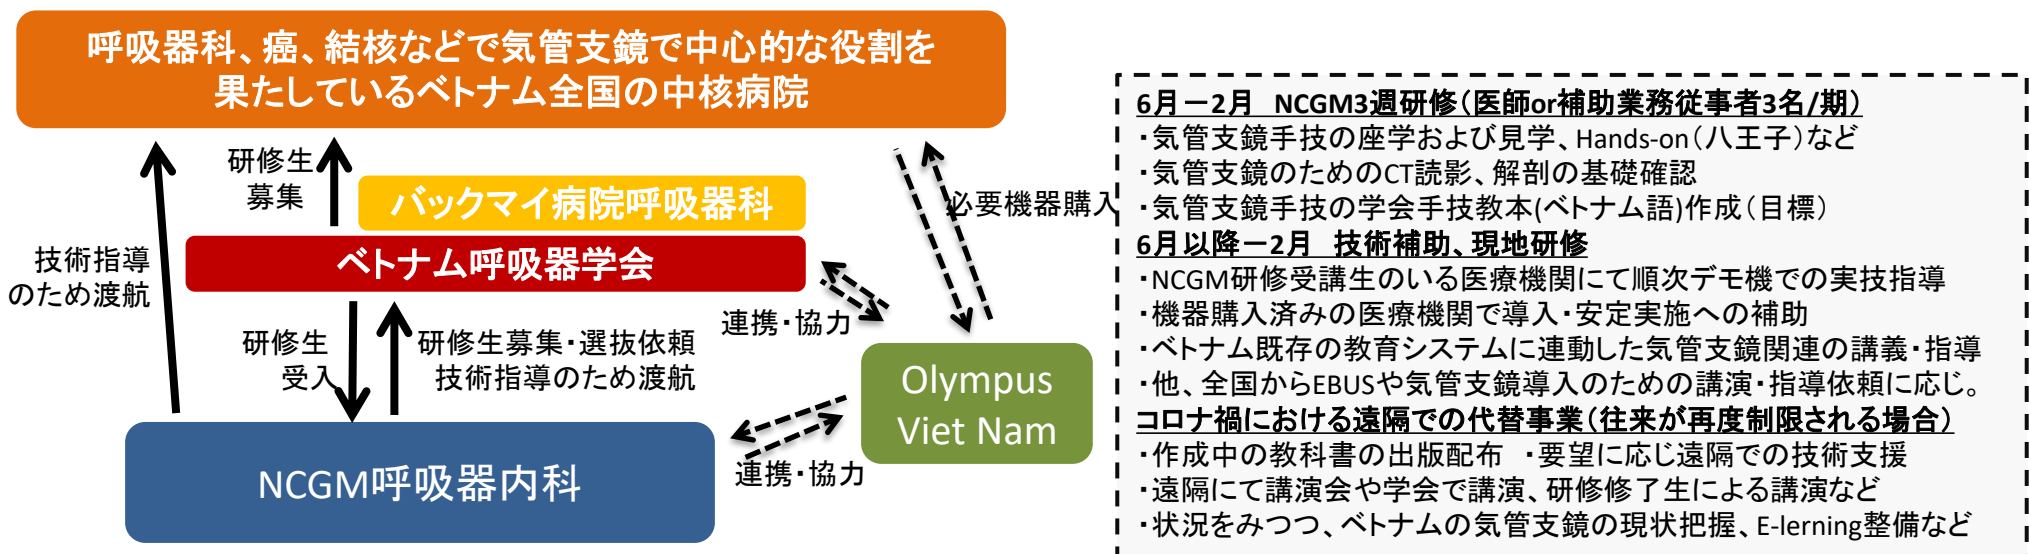 呼吸器科、癌、結核などで気管支鏡で中心的な役割を
果たしているベトナム全国の中核病院
研修生
募集
バックマイ病院呼吸器科
ベトナム呼吸器学会
技術指導
のため渡航
必要機器購入
連携・協力
研修生
受入
研修生募集・選抜依頼
技術指導のため渡航
Olympus
Viet Nam
NCGM呼吸器内科
連携・協力
6月－2月　NCGM3週研修（医師or補助業務従事者3名/期）
・気管支鏡手技の座学および見学、Hands-on（八王子）など
・気管支鏡のためのCT読影、解剖の基礎確認
・気管支鏡手技の学会手技教本(ベトナム語)作成（目標）
6月以降－2月　技術補助、現地研修
・NCGM研修受講生のいる医療機関にて順次デモ機での実技指導
・機器購入済みの医療機関で導入・安定実施への補助
・ベトナム既存の教育システムに連動した気管支鏡関連の講義・指導
・他、全国からEBUSや気管支鏡導入のための講演・指導依頼に応じ。
コロナ禍における遠隔での代替事業（往来が再度制限される場合）
・作成中の教科書の出版配布　・要望に応じ遠隔での技術支援
・遠隔にて講演会や学会で講演、研修修了生による講演など
・状況をみつつ、ベトナムの気管支鏡の現状把握、E-lerning整備など